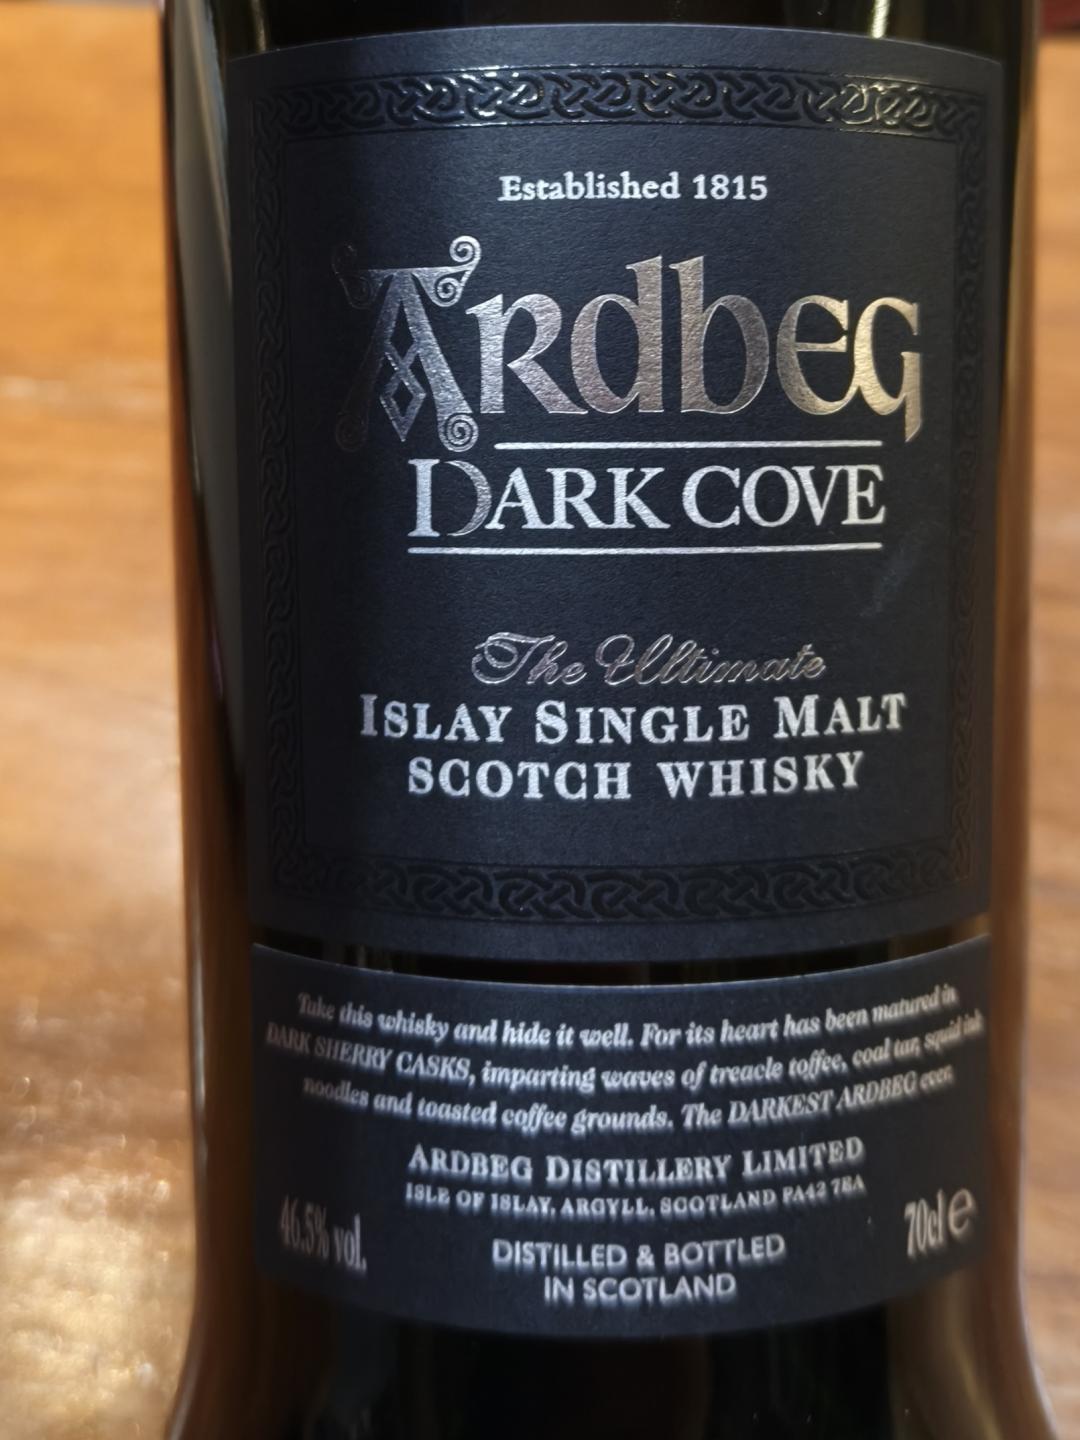 Established 1815
Ardbeg
DARK COVE
The Ultimate
ISLAY SINGLE MALT
SCOTCH WHISKY
Take this whisky and hide it well. For its heart has been matured in
DARK SHERRY CASKS, imparting waves of treacle toffee, coal tar, squid ink
noodles and toasted coffee grounds. The DARKEST ARDBEG ever.
ARDBEG DISTILLERY LIMITED
ISLE OF ISLAY, ARGYLL, SCOTLAND PA42 7EA
46.5% vol.
DISTILLED & BOTTLED
IN SCOTLAND
70cl e